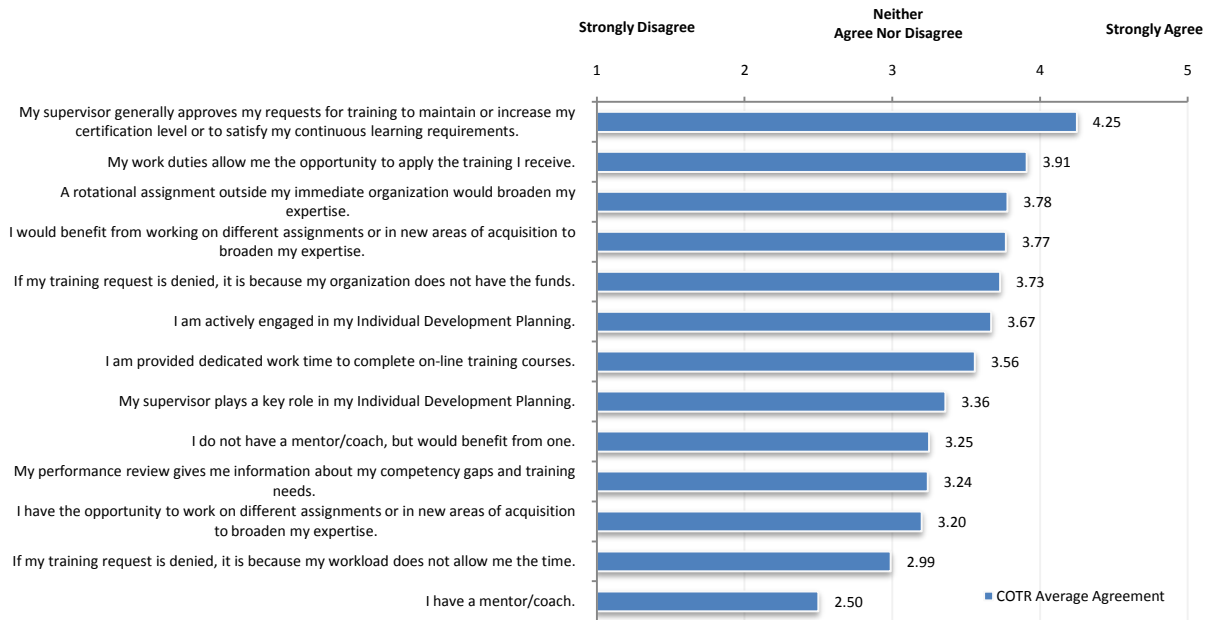 Strongly Disagree
Neither
Agree Nor Disagree
Strongly Agree
1 2 3 4 5
My supervisor generally approves my requests for training to maintain or increase my
certification level or to satisfy my continuous learning requirements.
4.25
My work duties allow me the opportunity to apply the training I receive.
3.91
A rotational assignment outside my immediate organization would broaden my
expertise.
3.78
I would benefit from working on different assignments or in new areas of acquisition to
broaden my expertise.
3.77
If my training request is denied, it is because my organization does not have the funds.
3.73
I am actively engaged in my Individual Development Planning.
3.67
I am provided dedicated work time to complete on-line training courses.
3.56
My supervisor plays a key role in my Individual Development Planning.
3.36
I do not have a mentor/coach, but would benefit from one.
3.25
My performance review gives me information about my competency gaps and training
needs.
3.24
I have the opportunity to work on different assignments or in new areas of acquisition
to broaden my expertise.
3.20
If my training request is denied, it is because my workload does not allow me the time.
2.99
I have a mentor/coach.
2.50
COTR Average Agreement